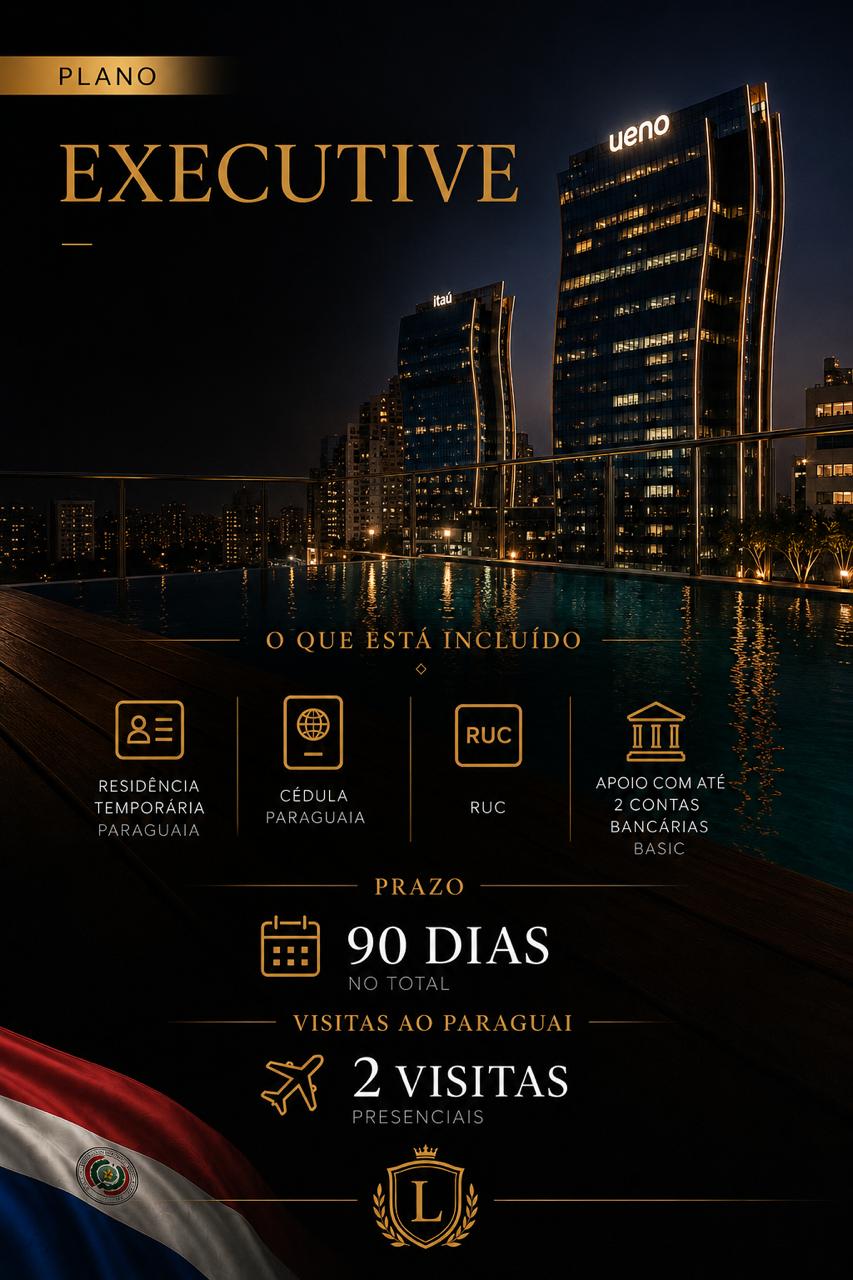 PLANO
EXECUTIVE
ueno
itaú
O QUE ESTÁ INCLUÍDO
RESIDÊNCIA
TEMPORÁRIA
PARAGUAIA
CÉDULA
PARAGUAIA
RUC
RUC
APOIO COM ATÉ
2 CONTAS
BANCÁRIAS
BASIC
PRAZO
90 DIAS
NO TOTAL
VISITAS AO PARAGUAI
2 VISITAS
PRESENCIAIS
L